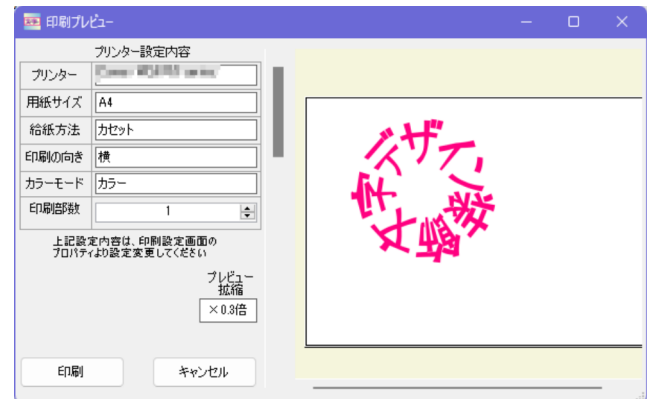 印刷プレビュー
プリンター設定内容
プリンター
用紙サイズ A4
給紙方法 カセット
印刷の向き 横
カラーモード カラー
印刷部数 1
上記設定内容は、印刷設定画面の
プロパティより設定変更してください
プレビュー
拡縮
×0.3倍
印刷 キャンセル
文字デザイン装飾